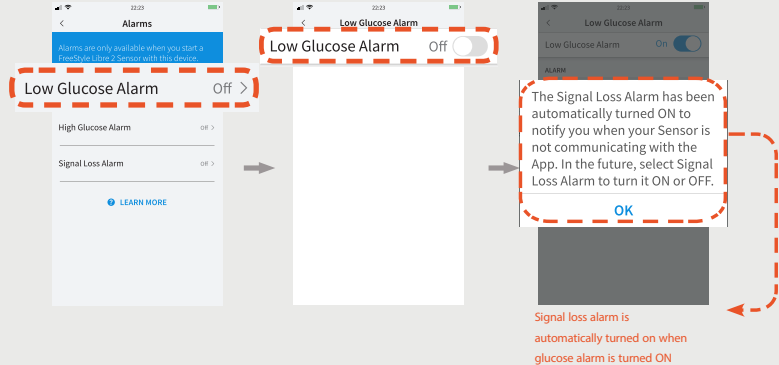 22:23
Alarms
Alarms are only available when you start a
FreeStyle Libre 2 Sensor with this device.
Low Glucose Alarm Off
High Glucose Alarm Off
Signal Loss Alarm Off
LEARN MORE
22:23
Low Glucose Alarm
Low Glucose Alarm Off
22:23
Low Glucose Alarm
Low Glucose Alarm On
ALARM
The Signal Loss Alarm has been
automatically turned ON to
notify you when your Sensor is
not communicating with the
App. In the future, select Signal
Loss Alarm to turn it ON or OFF.
OK
Signal loss alarm is
automatically turned on when
glucose alarm is turned ON